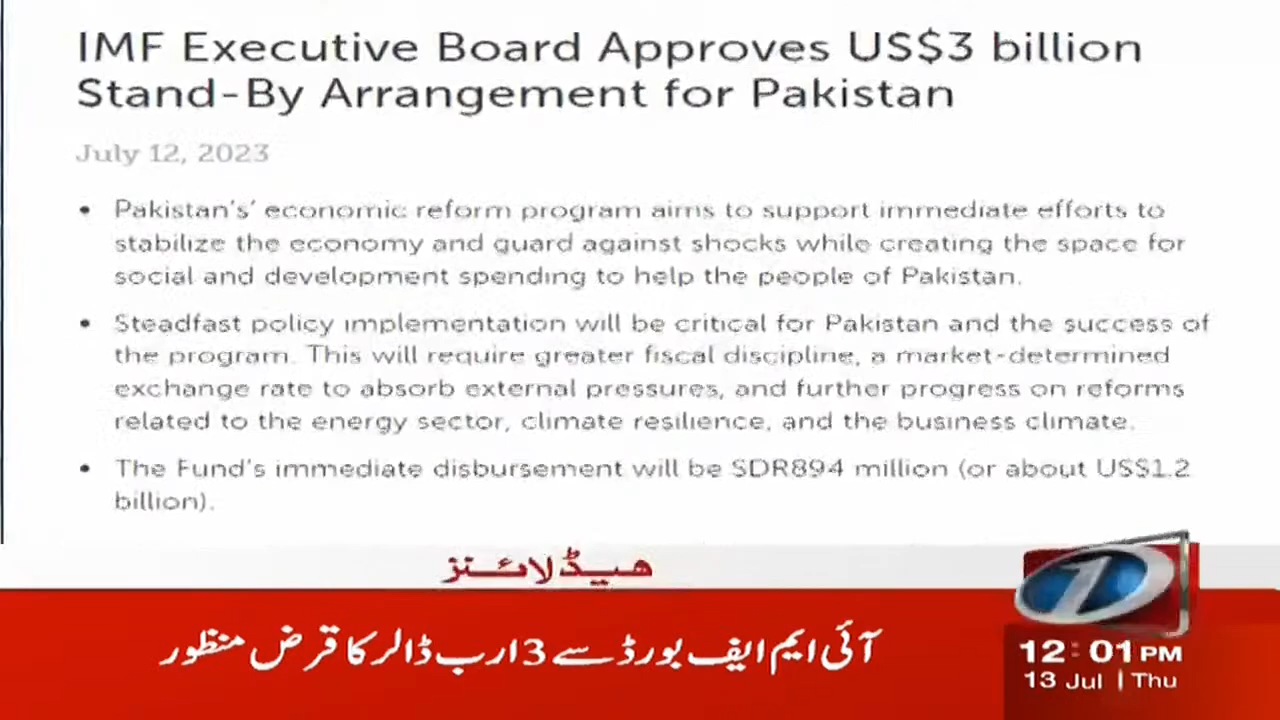 IMF Executive Board Approves US$3 billion
Stand-By Arrangement for Pakistan
July 12, 2023
• Pakistan's' economic reform program aims to support immediate efforts to
stabilize the economy and guard against shocks while creating the space for
social and development spending to help the people of Pakistan.
• Steadfast policy implementation will be critical for Pakistan and the success of
the program. This will require greater fiscal discipline, a market-determined
exchange rate to absorb external pressures, and further progress on reforms
related to the energy sector, climate resilience, and the business climate.
• The Fund's immediate disbursement will be SDR894 million (or about US$1.2
billion).
ہیڈلائنز
آئی ایم ایف بورڈ سے 3 ارب ڈالر کا قرض منظور
1
12:01 PM
13 Jul | Thu